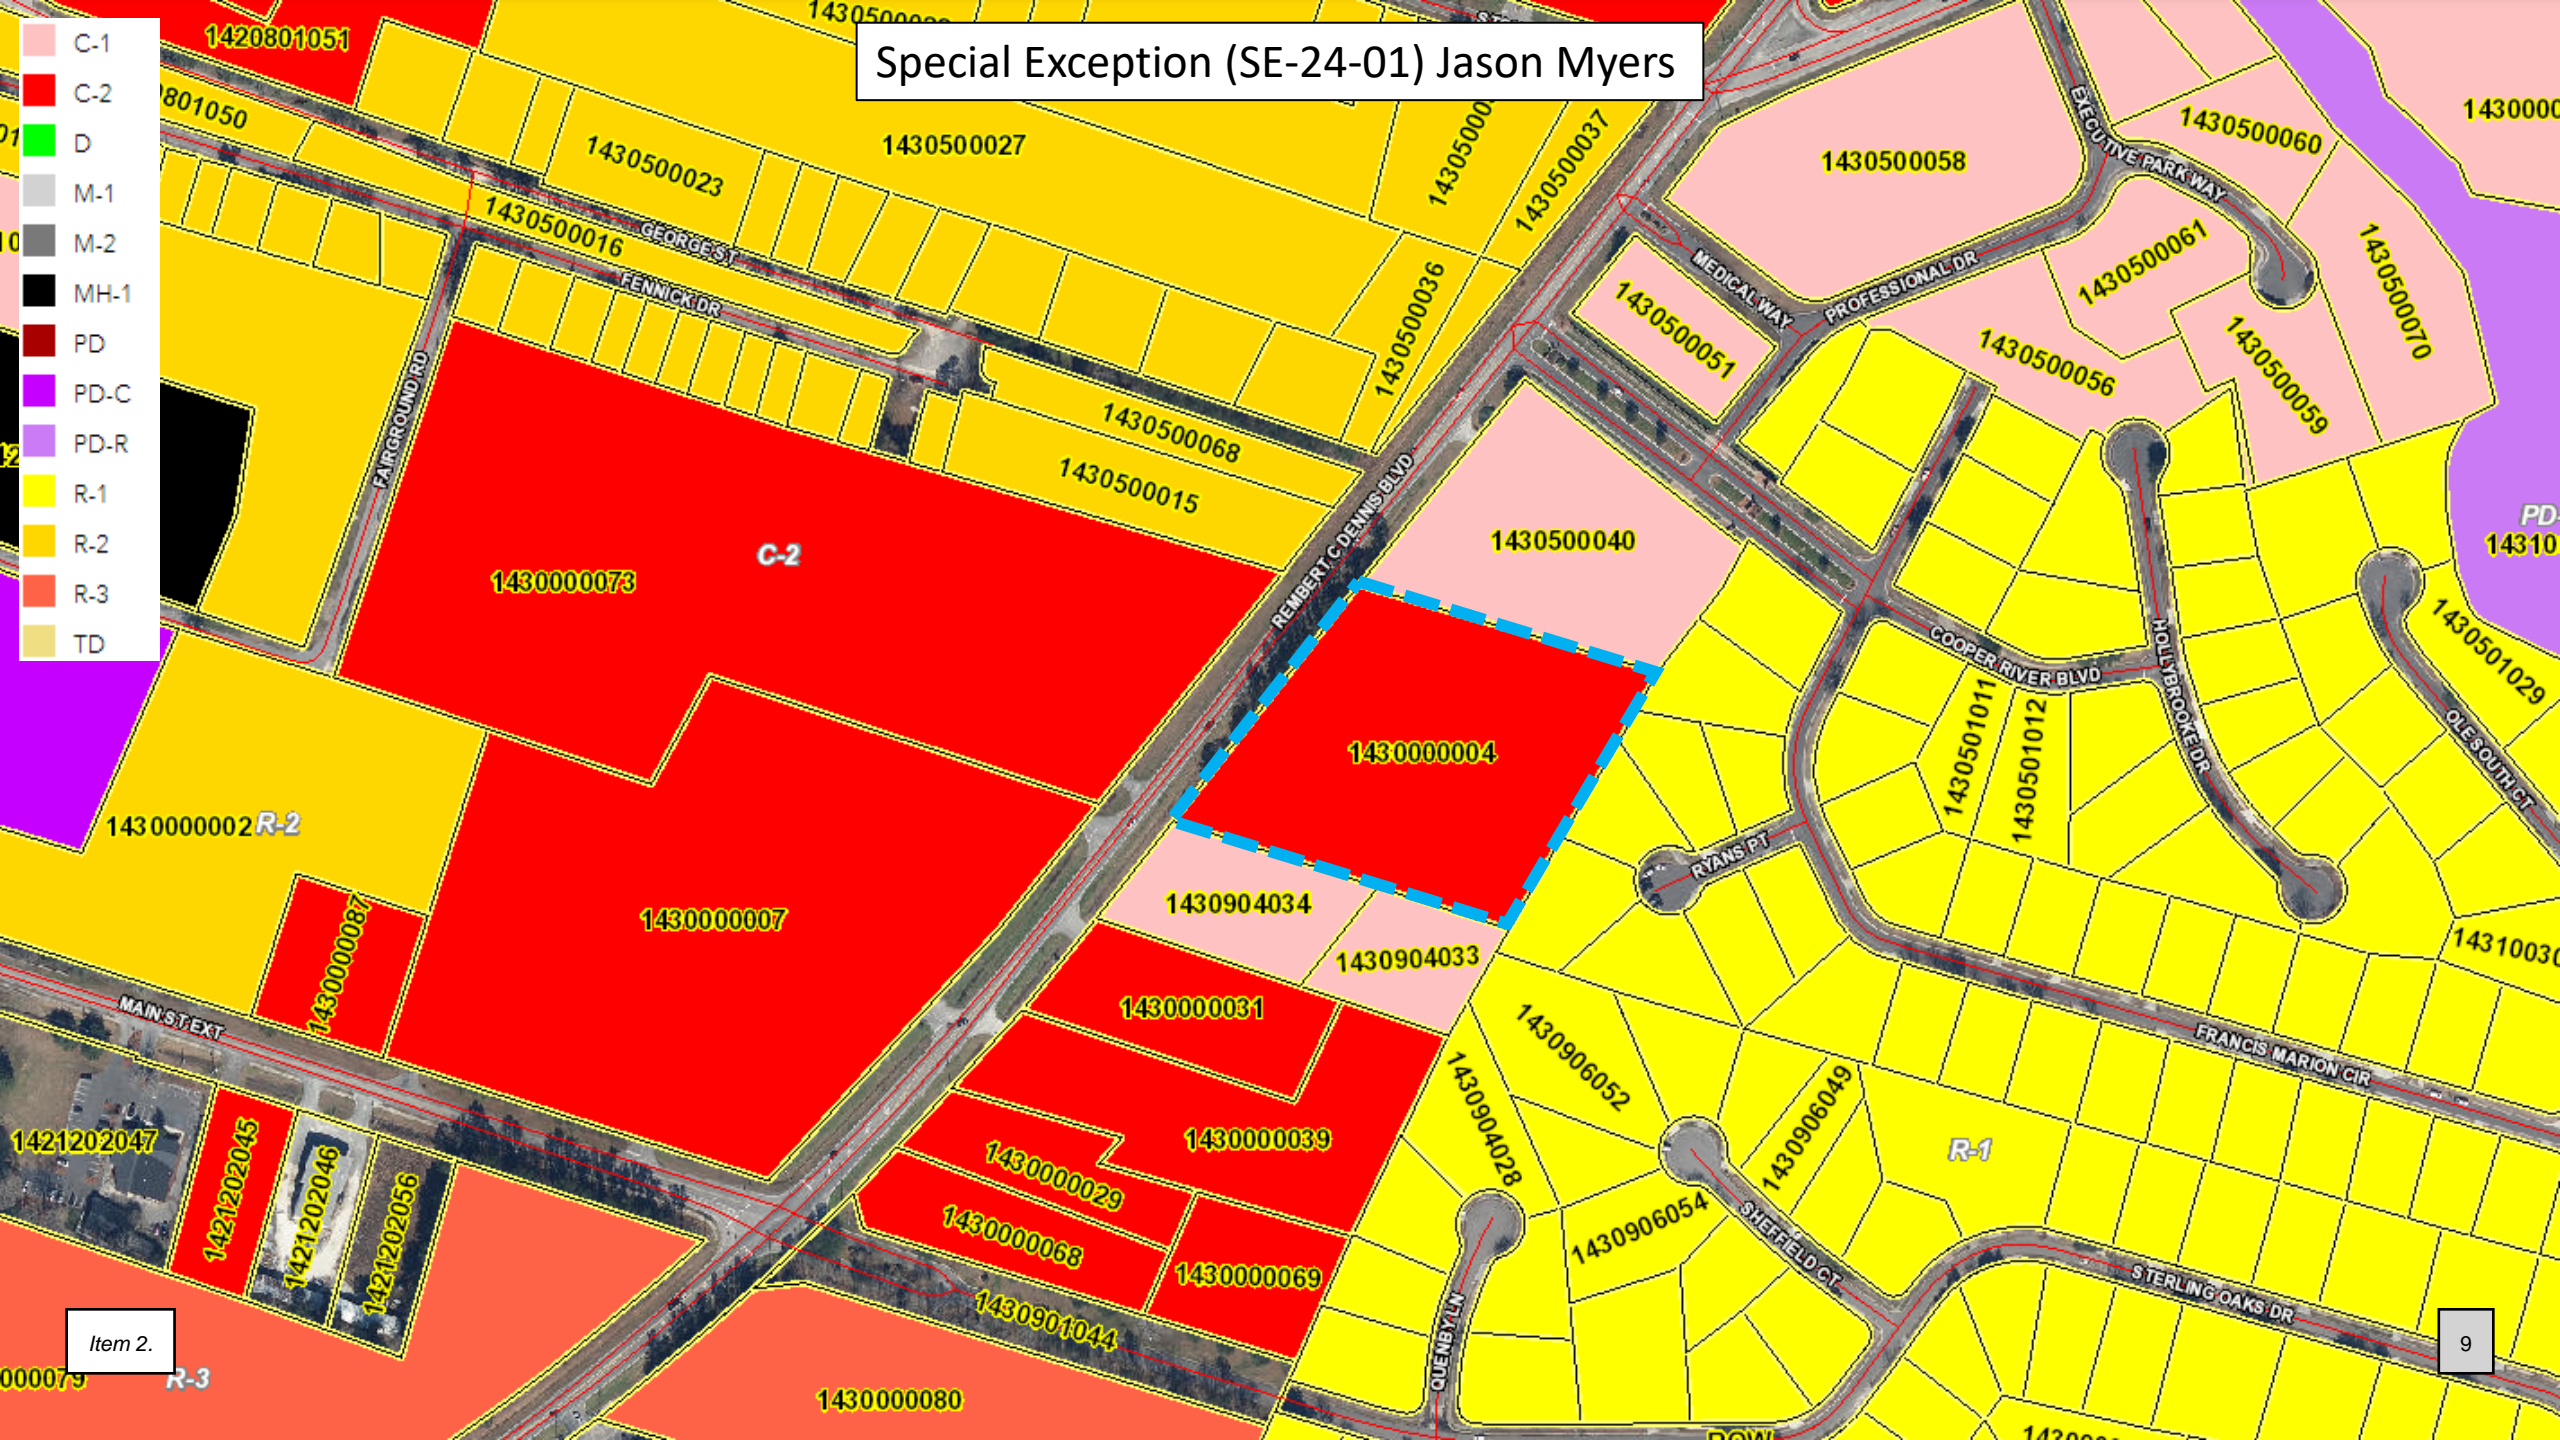 Special Exception (SE-24-01) Jason Myers
C-1
C-2
D
M-1
M-2
MH-1
PD
PD-C
PD-R
R-1
R-2
R-3
TD
1420801051
801050
1430500023
1430500027
1430500037
1430500016
GEORGE ST
FENNICK DR
FAIRGROUND RD
1430500036
1430500068
1430500015
C-2
1430000073
REMBERT C DENNIS BLVD
1430500058
EXECUTIVE PARK WAY
1430500060
1430500061
1430500070
MEDICAL WAY
PROFESSIONAL DR
1430500051
1430500056
1430500059
1430500040
1430000004
COOPER RIVER BLVD
HOLLYBROOKE DR
1430501029
OLE SOUTH CT
1430501011
1430501012
RYANS PT
1430000002
R-2
1430000087
1430000007
1430904034
1430904033
1430000031
1430000039
1430000029
1430000068
1430000069
MAIN ST EXT
1421202047
1421202045
1421202046
1421202056
R-3
1430000080
1430901044
1430904028
1430906052
1430906049
1430906054
R-1
FRANCIS MARION CIR
SHEFFIELD CT
STERLING OAKS DR
QUENBY LN
Item 2.
9